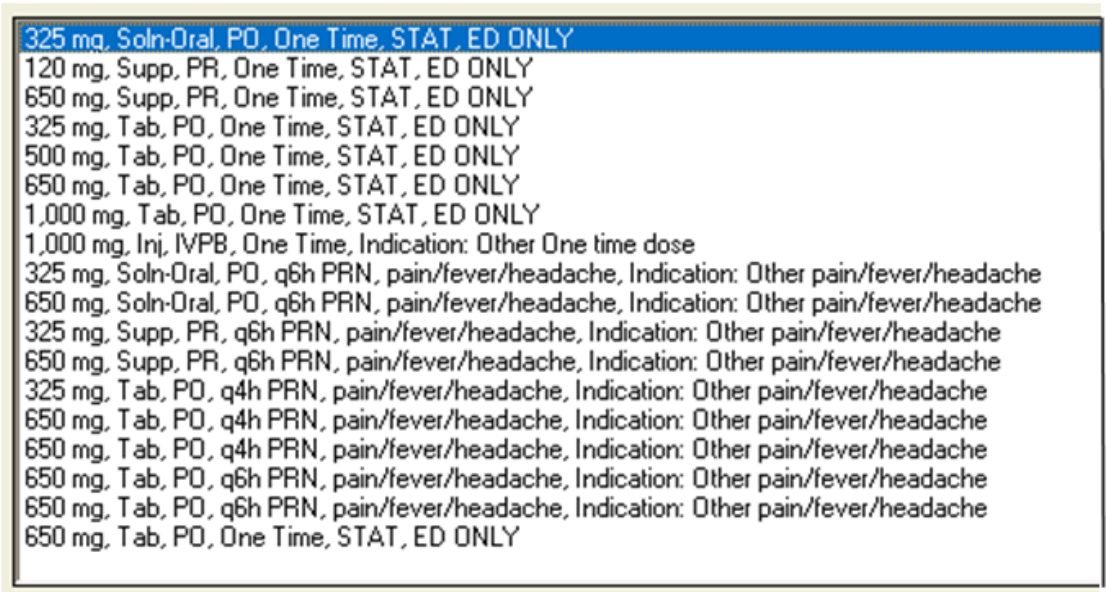 325 mg, Soln-Oral, PO, One Time, STAT, ED ONLY
120 mg, Supp, PR, One Time, STAT, ED ONLY
650 mg, Supp, PR, One Time, STAT, ED ONLY
325 mg, Tab, PO, One Time, STAT, ED ONLY
500 mg, Tab, PO, One Time, STAT, ED ONLY
650 mg, Tab, PO, One Time, STAT, ED ONLY
1,000 mg, Tab, PO, One Time, STAT, ED ONLY
1,000 mg, Inj, IVPB, One Time, Indication: Other One time dose
325 mg, Soln-Oral, PO, q6h PRN, pain/fever/headache, Indication: Other pain/fever/headache
650 mg, Soln-Oral, PO, q6h PRN, pain/fever/headache, Indication: Other pain/fever/headache
325 mg, Supp, PR, q6h PRN, pain/fever/headache, Indication: Other pain/fever/headache
650 mg, Supp, PR, q6h PRN, pain/fever/headache, Indication: Other pain/fever/headache
325 mg, Tab, PO, q4h PRN, pain/fever/headache, Indication: Other pain/fever/headache
650 mg, Tab, PO, q4h PRN, pain/fever/headache, Indication: Other pain/fever/headache
650 mg, Tab, PO, q4h PRN, pain/fever/headache, Indication: Other pain/fever/headache
650 mg, Tab, PO, q6h PRN, pain/fever/headache, Indication: Other pain/fever/headache
650 mg, Tab, PO, q6h PRN, pain/fever/headache, Indication: Other pain/fever/headache
650 mg, Tab, PO, One Time, STAT, ED ONLY